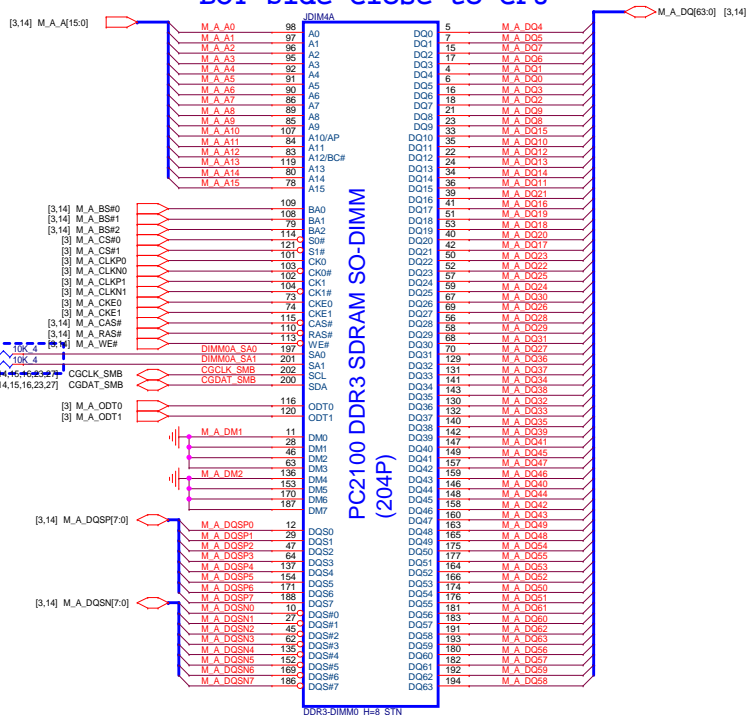 BOT side close to CPU
[3,14] M_A_A[15:0]
JDIM4A
M_A_DQ[63:0] [3,14]
M_A_A0 98 A0 DQ0 5 M_A_DQ4
M_A_A1 97 A1 DQ1 7 M_A_DQ5
M_A_A2 96 A2 DQ2 15 M_A_DQ7
M_A_A3 95 A3 DQ3 17 M_A_DQ6
M_A_A4 92 A4 DQ4 4 M_A_DQ1
M_A_A5 91 A5 DQ5 6 M_A_DQ0
M_A_A6 90 A6 DQ6 16 M_A_DQ3
M_A_A7 86 A7 DQ7 18 M_A_DQ2
M_A_A8 89 A8 DQ8 21 M_A_DQ9
M_A_A9 85 A9 DQ9 23 M_A_DQ8
M_A_A10 107 A10/AP DQ10 33 M_A_DQ15
M_A_A11 84 A11 DQ11 35 M_A_DQ10
M_A_A12 83 A12/BC# DQ12 22 M_A_DQ12
M_A_A13 119 A13 DQ13 24 M_A_DQ13
M_A_A14 80 A14 DQ14 34 M_A_DQ14
M_A_A15 78 A15 DQ15 36 M_A_DQ11
DQ16 39 M_A_DQ21
[3,14] M_A_BS#0 109 BA0 DQ17 41 M_A_DQ16
[3,14] M_A_BS#1 108 BA1 DQ18 51 M_A_DQ19
[3,14] M_A_BS#2 79 BA2 DQ19 53 M_A_DQ18
[3] M_A_CS#0 114 S0# DQ20 40 M_A_DQ20
[3] M_A_CS#1 121 S1# DQ21 42 M_A_DQ17
[3] M_A_CLKP0 101 CK0 DQ22 50 M_A_DQ23
[3] M_A_CLKN0 103 CK0# DQ23 52 M_A_DQ22
[3] M_A_CLKP1 102 CK1 DQ24 57 M_A_DQ25
[3] M_A_CLKN1 104 CK1# DQ25 59 M_A_DQ24
[3] M_A_CKE0 73 CKE0 DQ26 67 M_A_DQ30
[3] M_A_CKE1 74 CKE1 DQ27 69 M_A_DQ26
[3,14] M_A_CAS# 115 CAS# DQ28 56 M_A_DQ28
[3,14] M_A_RAS# 110 RAS# DQ29 58 M_A_DQ29
[3,14] M_A_WE# 113 WE# DQ30 68 M_A_DQ31
10K_4 DIMM0A_SA0 197 SA0 DQ31 70 M_A_DQ27
10K_4 DIMM0A_SA1 201 SA1 DQ32 129 M_A_DQ36
CGCLK_SMB CGCLK_SMB 202 SCL DQ33 131 M_A_DQ37
14,15,16,23,27] CGDAT_SMB CGDAT_SMB 200 SDA DQ34 141 M_A_DQ34
DQ35 143 M_A_DQ38
[3] M_A_ODT0 116 ODT0 DQ36 130 M_A_DQ32
[3] M_A_ODT1 120 ODT1 DQ37 132 M_A_DQ33
DQ38 140 M_A_DQ35
DQ39 142 M_A_DQ39
M_A_DM1 11 DM0 DQ40 147 M_A_DQ41
28 DM1 DQ41 149 M_A_DQ45
46 DM2 DQ42 157 M_A_DQ47
63 DM3 DQ43 159 M_A_DQ46
M_A_DM2 136 DM4 DQ44 146 M_A_DQ40
153 DM5 DQ45 148 M_A_DQ44
170 DM6 DQ46 158 M_A_DQ42
187 DM7 DQ47 160 M_A_DQ43
PC2100 DDR3 SDRAM SO-DIMM
(204P)
[3,14] M_A_DQSP[7:0]
M_A_DQSP0 12 DQS0 DQ48 163 M_A_DQ49
M_A_DQSP1 29 DQS1 DQ49 165 M_A_DQ48
M_A_DQSP2 47 DQS2 DQ50 175 M_A_DQ54
M_A_DQSP3 64 DQS3 DQ51 177 M_A_DQ55
M_A_DQSP4 137 DQS4 DQ52 164 M_A_DQ53
M_A_DQSP5 154 DQS5 DQ53 166 M_A_DQ52
M_A_DQSP6 171 DQS6 DQ54 174 M_A_DQ50
M_A_DQSP7 188 DQS7 DQ55 176 M_A_DQ51
[3,14] M_A_DQSN[7:0]
M_A_DQSN0 10 DQS#0 DQ56 181 M_A_DQ61
M_A_DQSN1 27 DQS#1 DQ57 183 M_A_DQ60
M_A_DQSN2 45 DQS#2 DQ58 191 M_A_DQ62
M_A_DQSN3 62 DQS#3 DQ59 193 M_A_DQ63
M_A_DQSN4 135 DQS#4 DQ60 180 M_A_DQ56
M_A_DQSN5 152 DQS#5 DQ61 182 M_A_DQ57
M_A_DQSN6 169 DQS#6 DQ62 192 M_A_DQ59
M_A_DQSN7 186 DQS#7 DQ63 194 M_A_DQ58
DDR3-DIMM0_H=8_STN